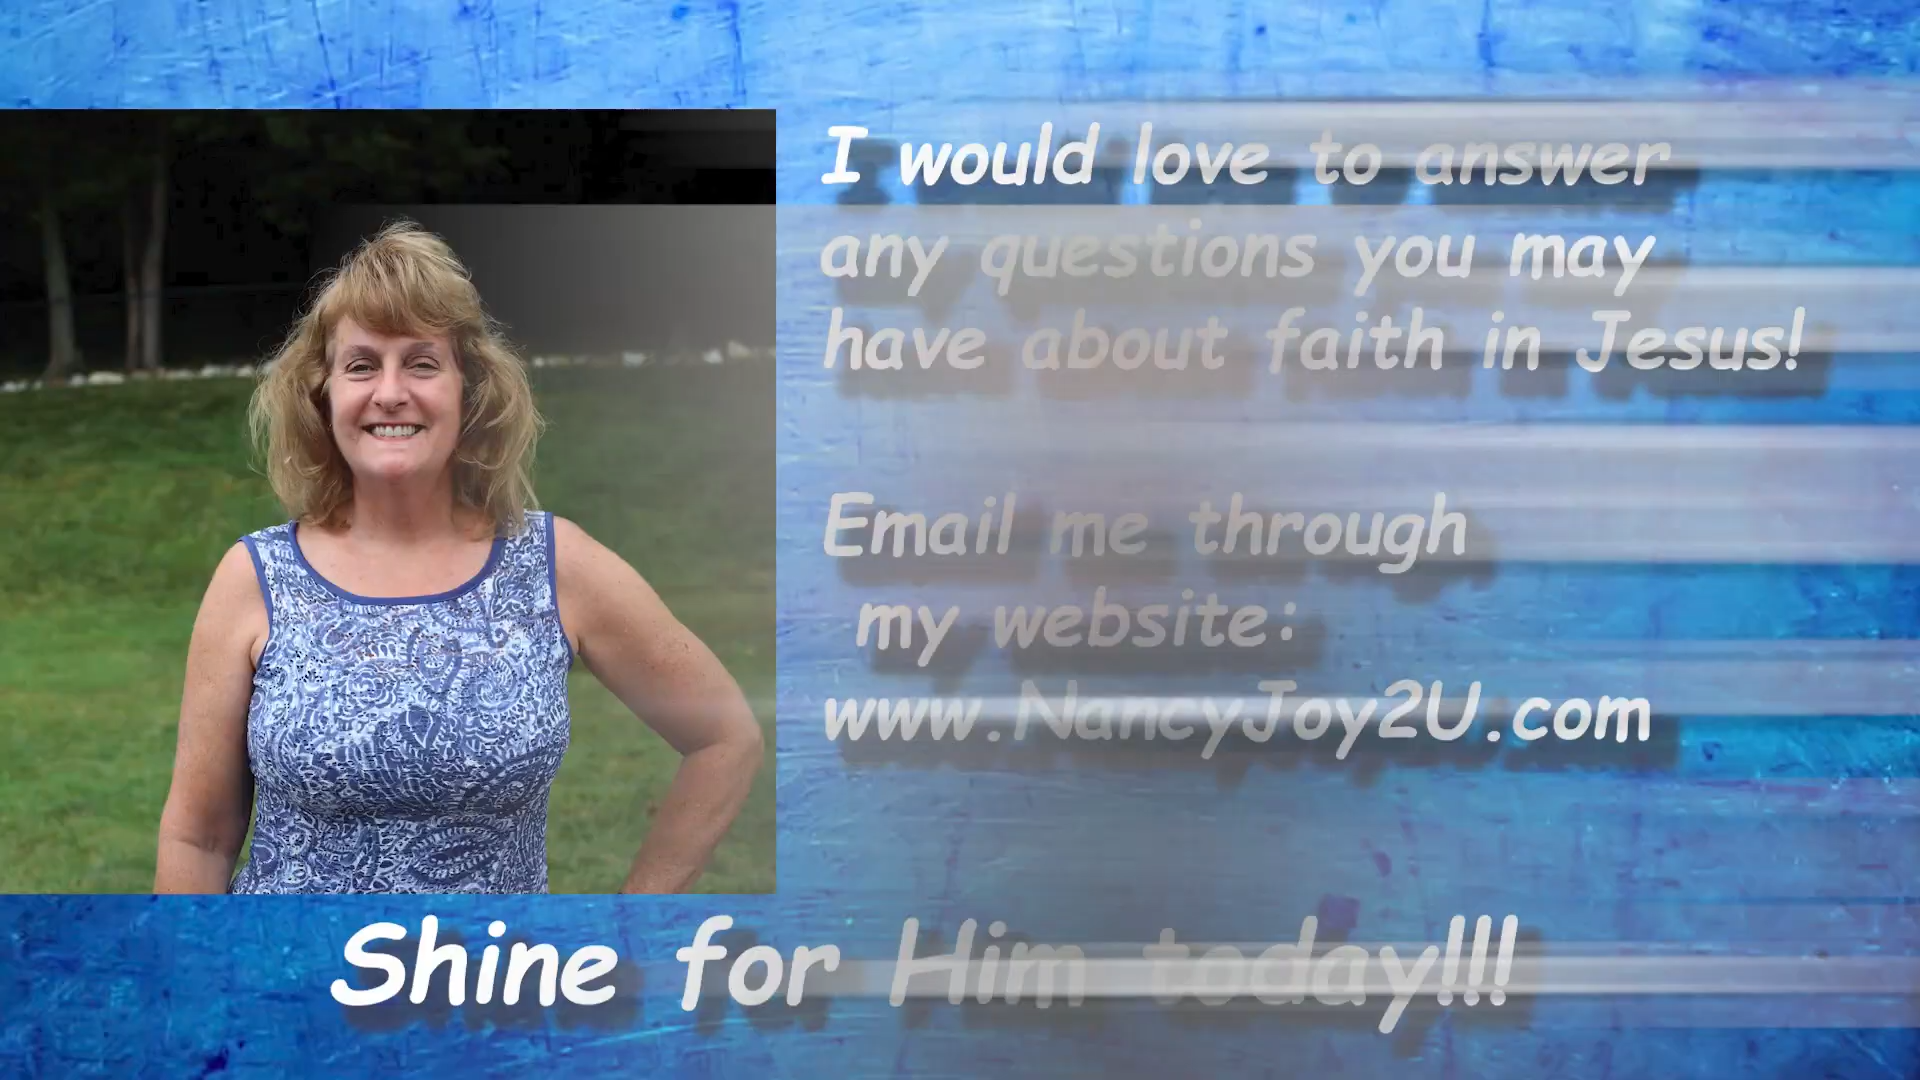 I would love to answer
any questions you may
have about faith in Jesus!
Email me through
my website:
www.NancyJoy2U.com
Shine for Him today!!!